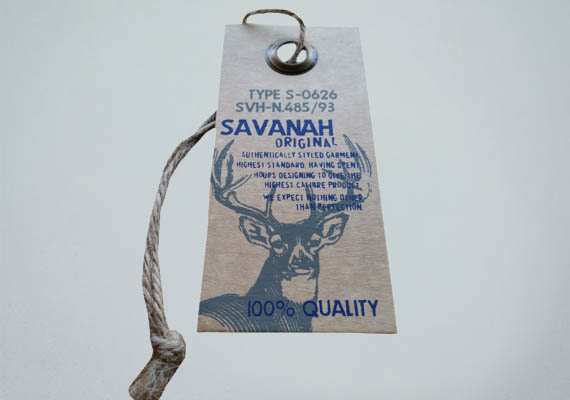 TYPE S-0626
SVH-N.485/93
SAVANAH
ORIGINAL
AUTHENTICALLY STYLED GARMENT
HIGHEST STANDARD. HAVING SPENT
HOURS DESIGNING TO GIVE THE
HIGHEST CALIBRE PRODUCT.
WE EXPECT NOTHING OTHER
THAN PERFECTION.
100% QUALITY